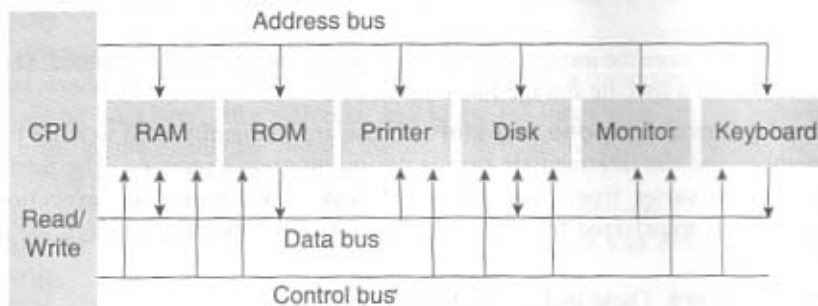 Address bus
CPU RAM ROM Printer Disk Monitor Keyboard
Read/
Write
Data bus
Control bus